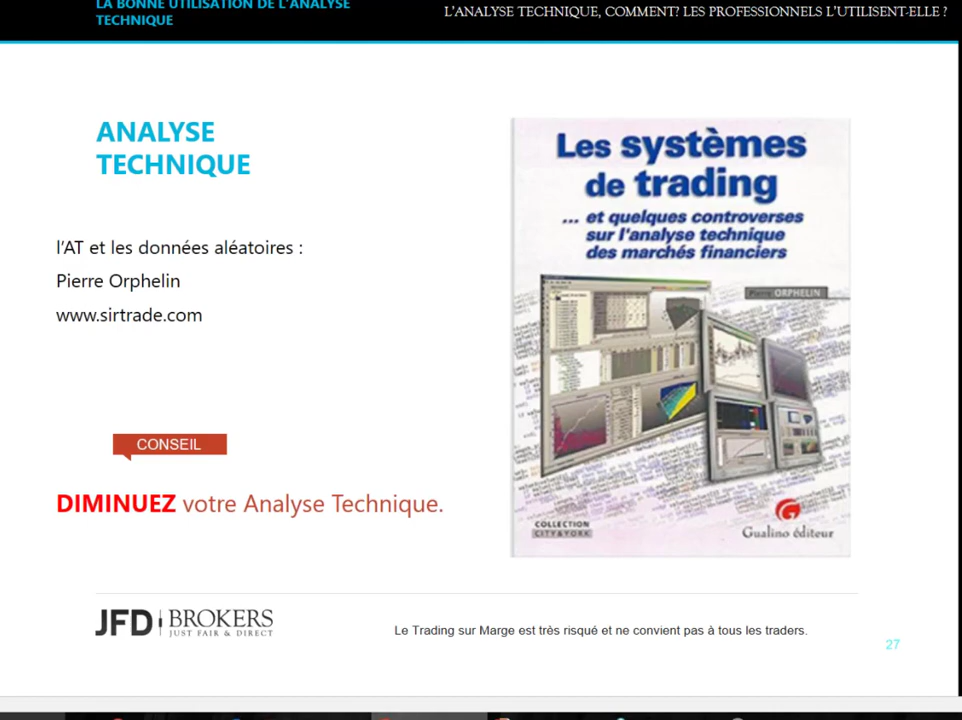 LA BONNE UTILISATION DE L'ANALYSE
TECHNIQUE
L'ANALYSE TECHNIQUE, COMMENT? LES PROFESSIONNELS L'UTILISENT-ELLE ?
ANALYSE
TECHNIQUE
l'AT et les données aléatoires :
Pierre Orphelin
www.sirtrade.com
CONSEIL
DIMINUEZ votre Analyse Technique.
Les systèmes
de trading
... et quelques controverses
sur l'analyse technique
des marchés financiers
Pierre ORPHELIN
COLLECTION
CITY & YORK
Gualino éditeur
JFD BROKERS
JUST FAIR & DIRECT
Le Trading sur Marge est très risqué et ne convient pas à tous les traders.
27